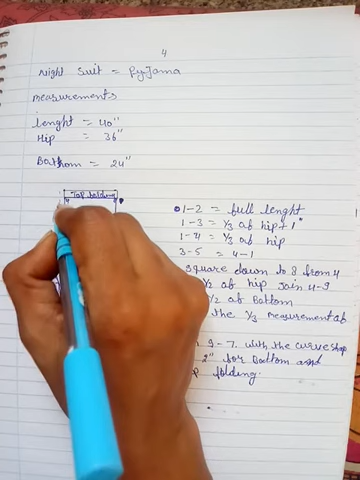 4
Night suit = PyJama
measurements
Lenght = 40"
Hip = 36"
Bottom = 24"
Top folding
1-2 = full lenght
1-3 = 1/3 of hip + 1"
1-4 = 1/3 of hip
3-5 = 4-1
square down to 8 from 4
1/2 of hip Join 4-9
1/2 of Bottom
the 1/3 measurement of
9-7. with the curve shap
2" for Bottom and
folding.